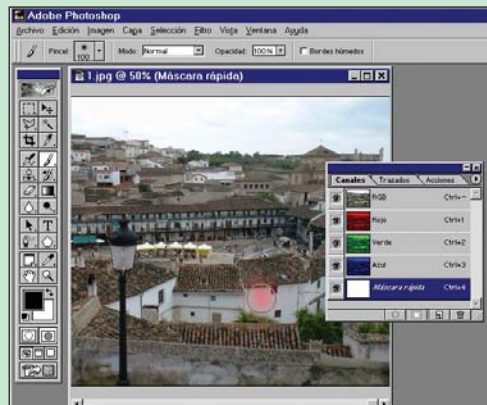 Adobe Photoshop
Archivo Edición Imagen Capa Selección Filtro Vista Ventana Ayuda
Pincel: 100 Modo: Normal Opacidad: 100% Bordes húmedos
1.jpg @ 50% (Máscara rápida)
Canales Trazados Acciones
RGB Ctrl+~
Rojo Ctrl+1
Verde Ctrl+2
Azul Ctrl+3
Máscara rápida Ctrl+4
T